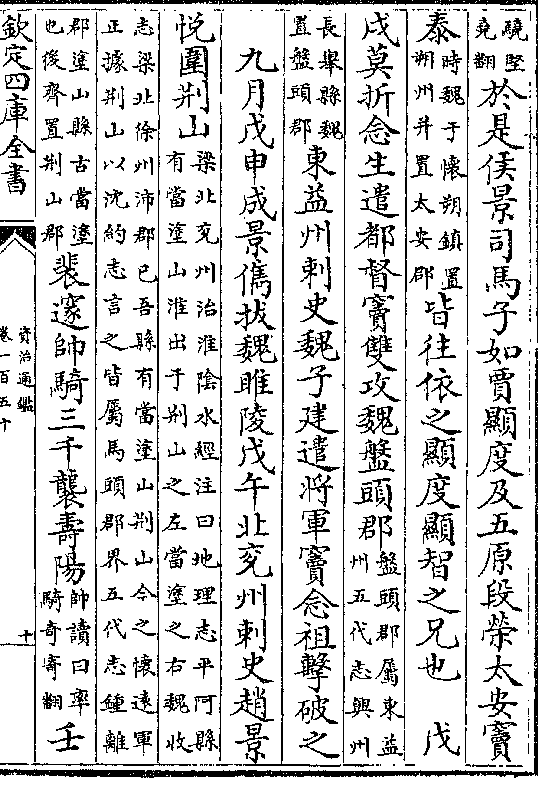 驍堅
堯翻
於是侯景司馬子如賈顯度及五原段榮太安竇
泰
時魏于懷朔鎮置
朔州并置太安郡
皆往依之顯度顯智之兄也　戊
戌莫折念生遣都督竇雙攻魏盤頭郡
盤頭郡屬東益
州五代志興州
長舉縣魏
置盤頭郡
東益州刺史魏子建遣將軍竇念祖擊破之
九月戊申成景儁拔魏睢陵戊午北兗州刺史趙景
悅圍荆山
梁北兗州治淮隂水經注曰地理志平阿縣
有當塗山淮出于荆山之左當塗之右魏收
志梁北徐州沛郡已吾縣有當塗山荆山今之懷遠軍
正據荆山以沈約志言之皆屬馬頭郡界五代志鍾離
郡塗山縣古當塗
也後齊置荆山郡
裴邃帥騎三千襲壽陽
帥讀曰率
騎奇寄翻
壬
欽定四庫全書
資治通鑑
卷一百五十
十